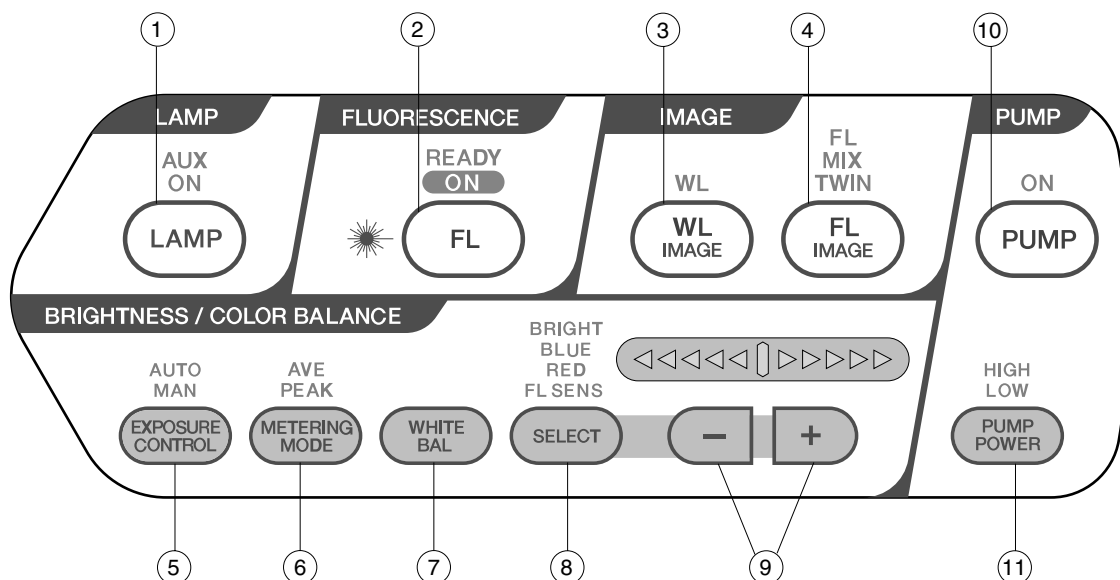 ① ② ③ ④ ⑩
LAMP FLUORESCENCE IMAGE PUMP
AUX
ON
LAMP
READY
ON
FL
WL
WL
IMAGE
FL
MIX
TWIN
FL
IMAGE
ON
PUMP
BRIGHTNESS / COLOR BALANCE
AUTO
MAN
EXPOSURE
CONTROL
AVE
PEAK
METERING
MODE
WHITE
BAL
BRIGHT
BLUE
RED
FL SENS
SELECT
− +
HIGH
LOW
PUMP
POWER
⑤ ⑥ ⑦ ⑧ ⑨ ⑪